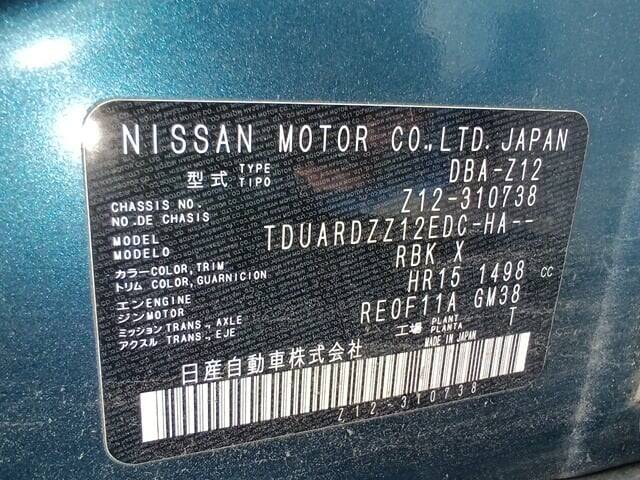 NISSAN MOTOR CO.,LTD.JAPAN
型式 TYPE TIPO DBA-Z12
CHASSIS NO. NO.DE CHASIS Z12-310738
MODEL MODELO TDUARDZZ12EDC-HA--
カラー COLOR,TRIM トリム COLOR,GUARNICION RBK X
エンENGINE ジンMOTOR HR15 1498 CC
ミッション TRANS.,AXLE アクスル TRANS.,EJE RE0F11A GM38
工場 PLANT PLANTA T
日産自動車株式会社 MADE IN JAPAN
Z12-310738